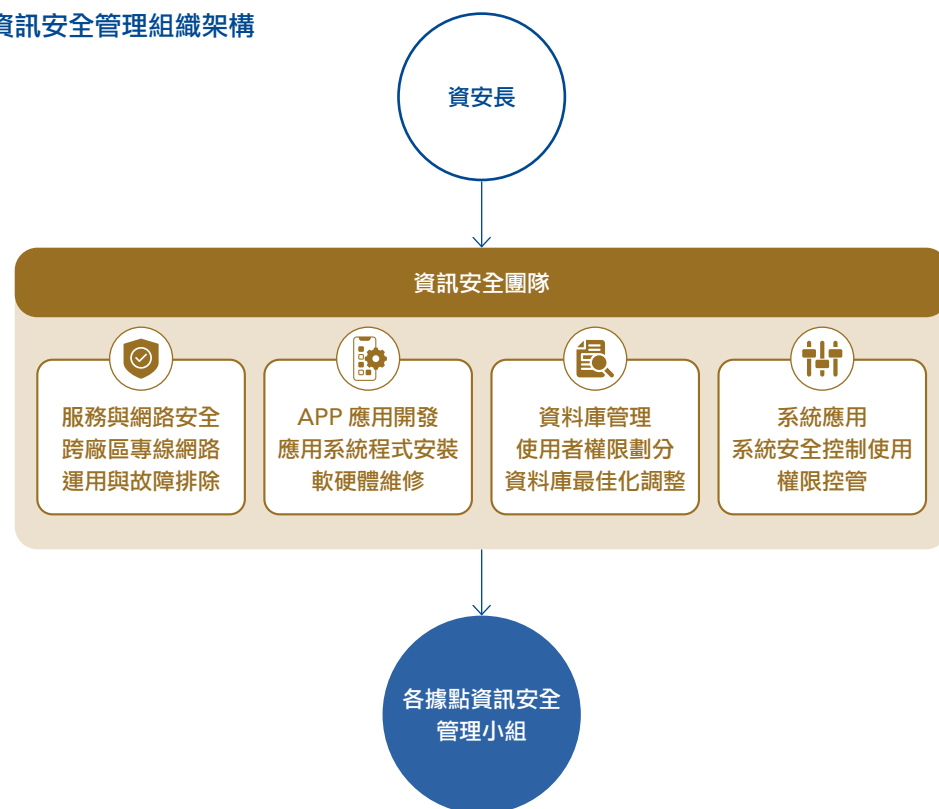 資訊安全管理組織架構
資安長
資訊安全團隊
服務與網路安全
跨廠區專線網路
運用與故障排除
APP 應用開發
應用系統程式安裝
軟硬體維修
資料庫管理
使用者權限劃分
資料庫最佳化調整
系統應用
系統安全控制使用
權限控管
各據點資訊安全
管理小組